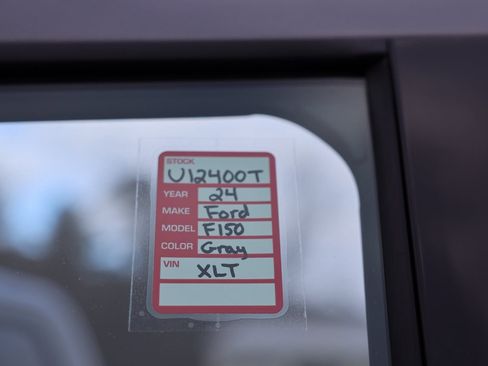 STOCK
U12400T
YEAR 24
MAKE Ford
MODEL F150
COLOR Gray
VIN XLT